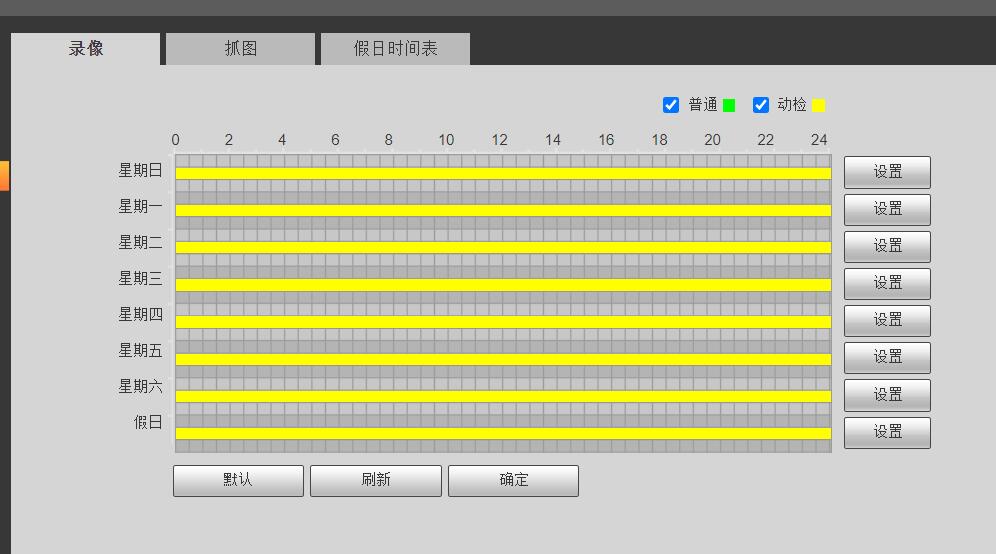 录像 抓图 假日时间表
普通 动检
0 2 4 6 8 10 12 14 16 18 20 22 24
星期日 设置
星期一 设置
星期二 设置
星期三 设置
星期四 设置
星期五 设置
星期六 设置
假日 设置
默认 刷新 确定